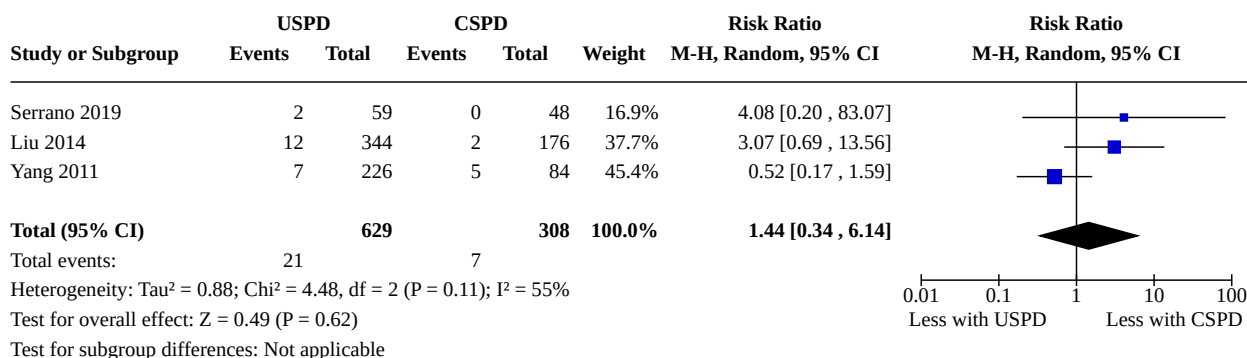 USPD CSPD Risk Ratio Risk Ratio
Study or Subgroup Events Total Events Total Weight M-H, Random, 95% CI M-H, Random, 95% CI
Serrano 2019 2 59 0 48 16.9% 4.08 [0.20 , 83.07]
Liu 2014 12 344 2 176 37.7% 3.07 [0.69 , 13.56]
Yang 2011 7 226 5 84 45.4% 0.52 [0.17 , 1.59]
Total (95% CI) 629 308 100.0% 1.44 [0.34 , 6.14]
Total events: 21 7
Heterogeneity: Tau² = 0.88; Chi² = 4.48, df = 2 (P = 0.11); I² = 55%
Test for overall effect: Z = 0.49 (P = 0.62)
Test for subgroup differences: Not applicable
0.01 0.1 1 10 100
Less with USPD Less with CSPD